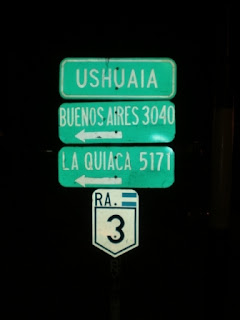 USHUAIA
BUENOS AIRES 3040
LA QUIACA 5171
RA.
3